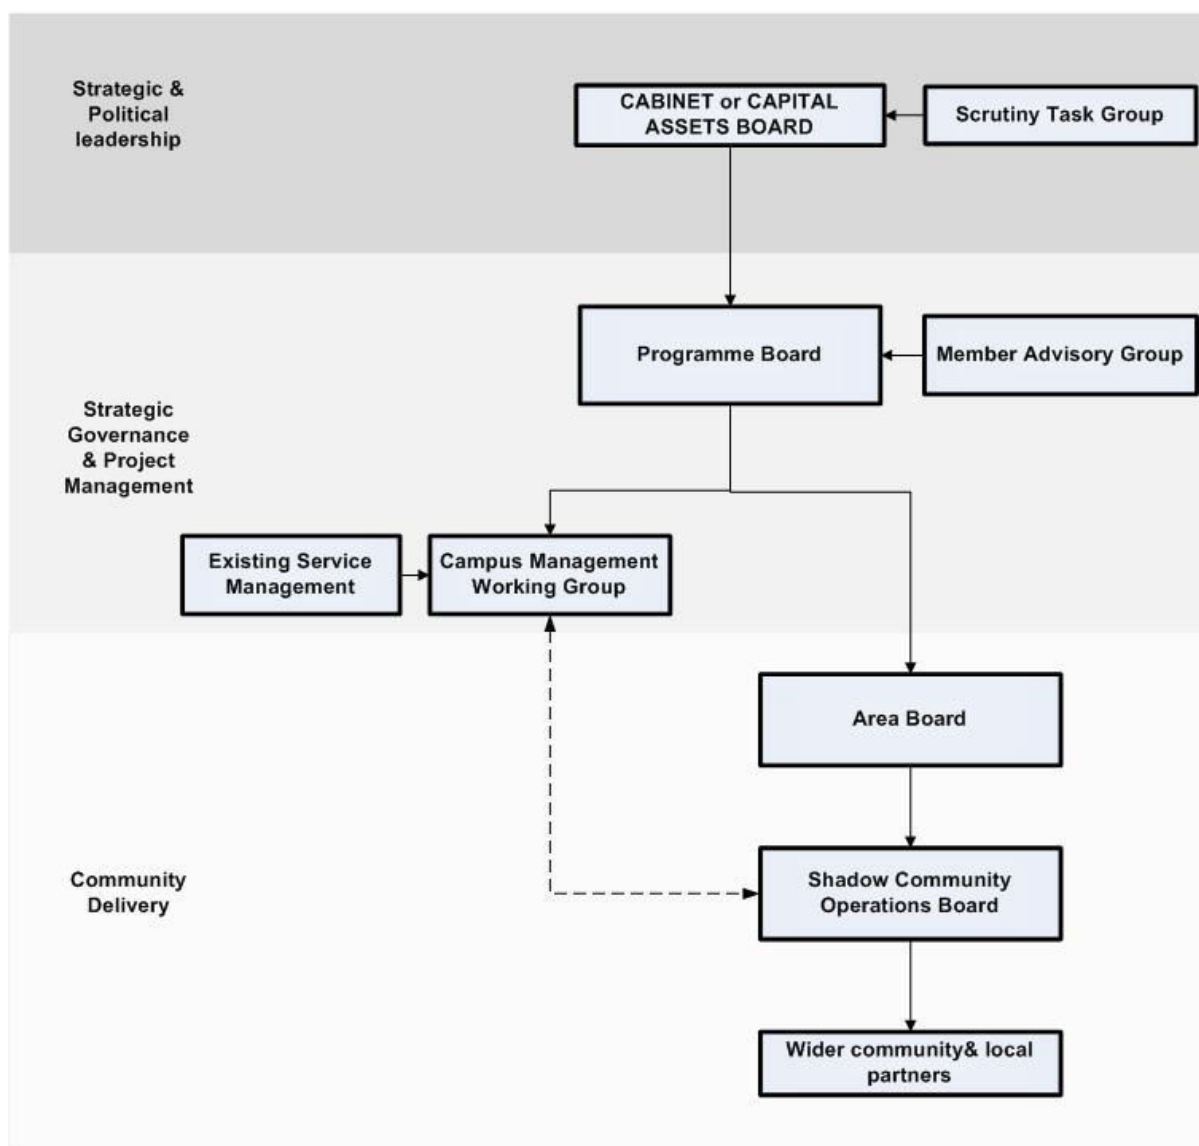 Strategic &
Political
leadership
CABINET or CAPITAL
ASSETS BOARD
Scrutiny Task Group
Programme Board
Member Advisory Group
Strategic
Governance
& Project
Management
Existing Service
Management
Campus Management
Working Group
Area Board
Community
Delivery
Shadow Community
Operations Board
Wider community& local
partners